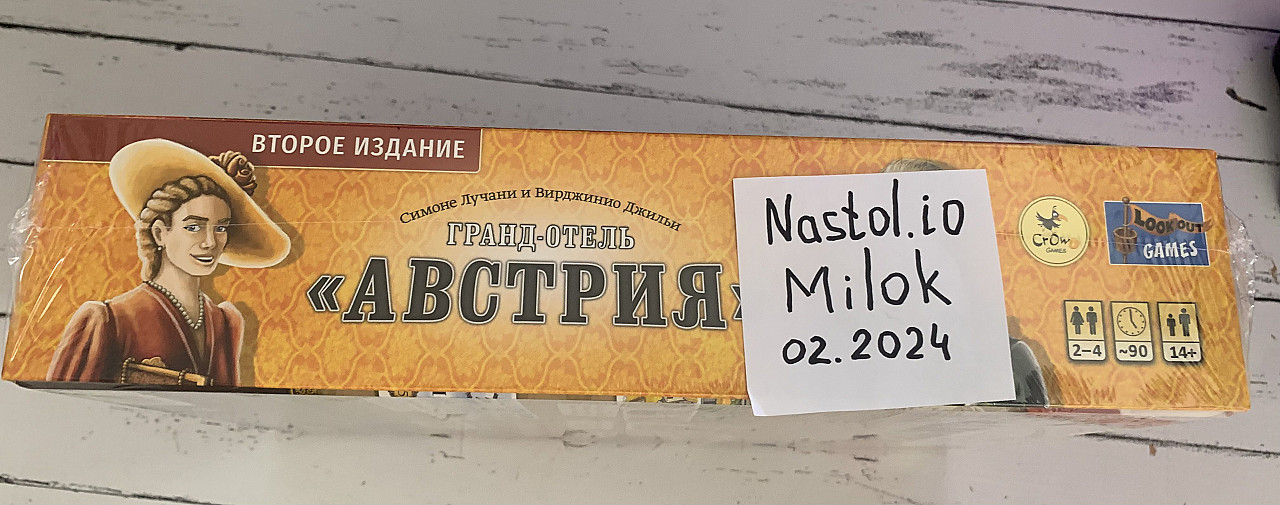 ВТОРОЕ ИЗДАНИЕ
Симоне Лучани и Вирджинио Джильи
ГРАНД-ОТЕЛЬ
«АВСТРИЯ»
Nastol.io
Milok
02.2024
CrowD
GAMES
LOOKOUT
GAMES
2–4
~90
14+